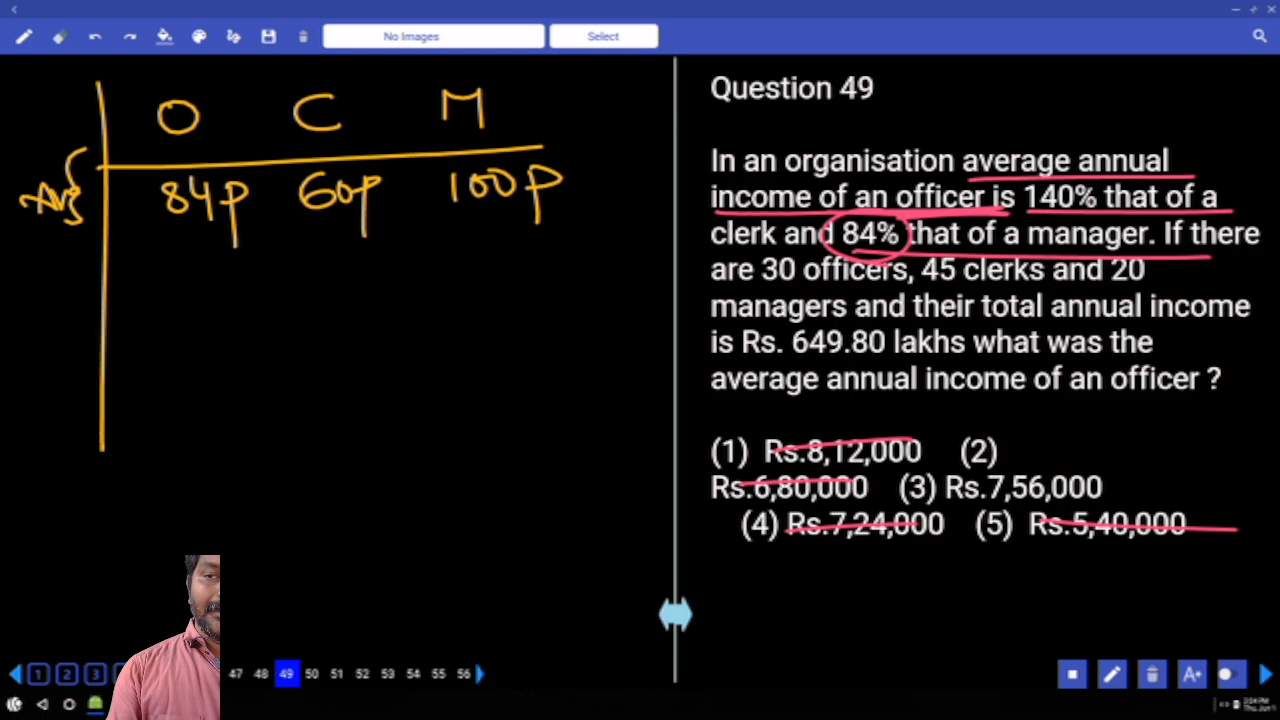 No Images
Select
O C M
Avg 84p 60p 100p
Question 49
In an organisation average annual
income of an officer is 140% that of a
clerk and 84% that of a manager. If there
are 30 officers, 45 clerks and 20
managers and their total annual income
is Rs. 649.80 lakhs what was the
average annual income of an officer ?
(1) Rs.8,12,000 (2)
Rs.6,80,000 (3) Rs.7,56,000
(4) Rs.7,24,000 (5) Rs.5,40,000
1 2 3 47 48 49 50 51 52 53 54 55 56
A+